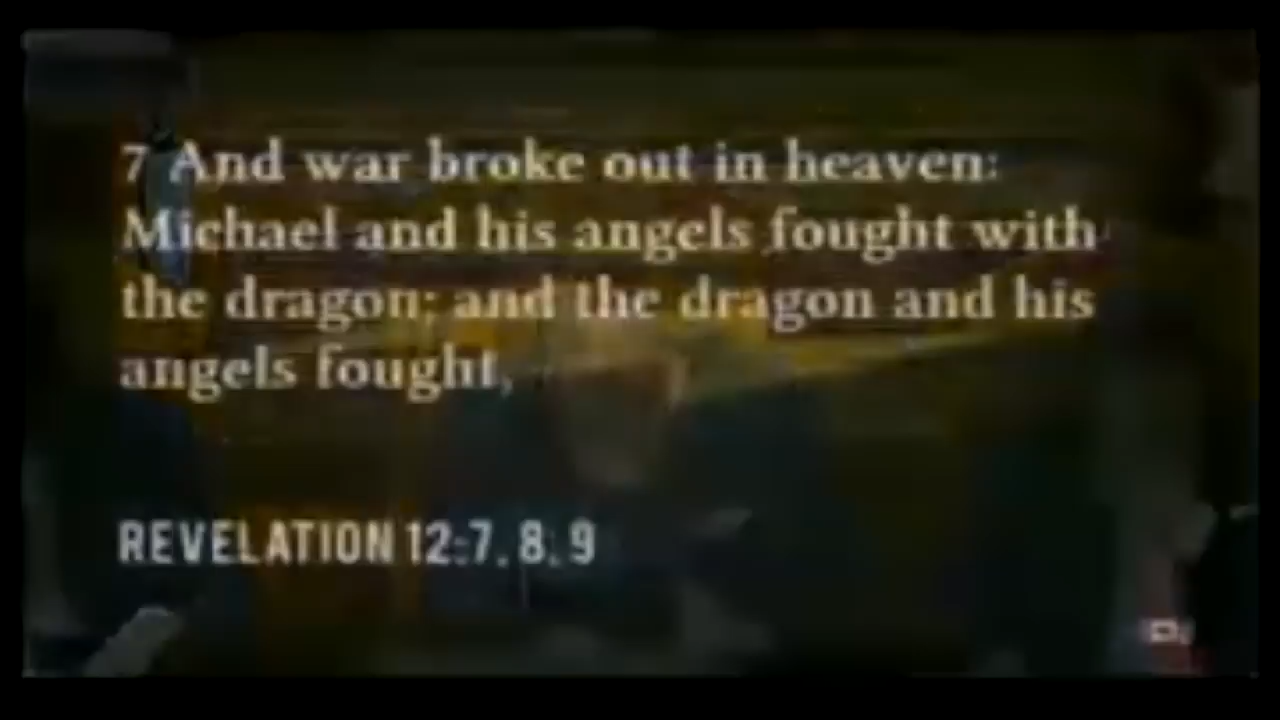 7 And war broke out in heaven:
Michael and his angels fought with
the dragon; and the dragon and his
angels fought,
REVELATION 12:7, 8, 9